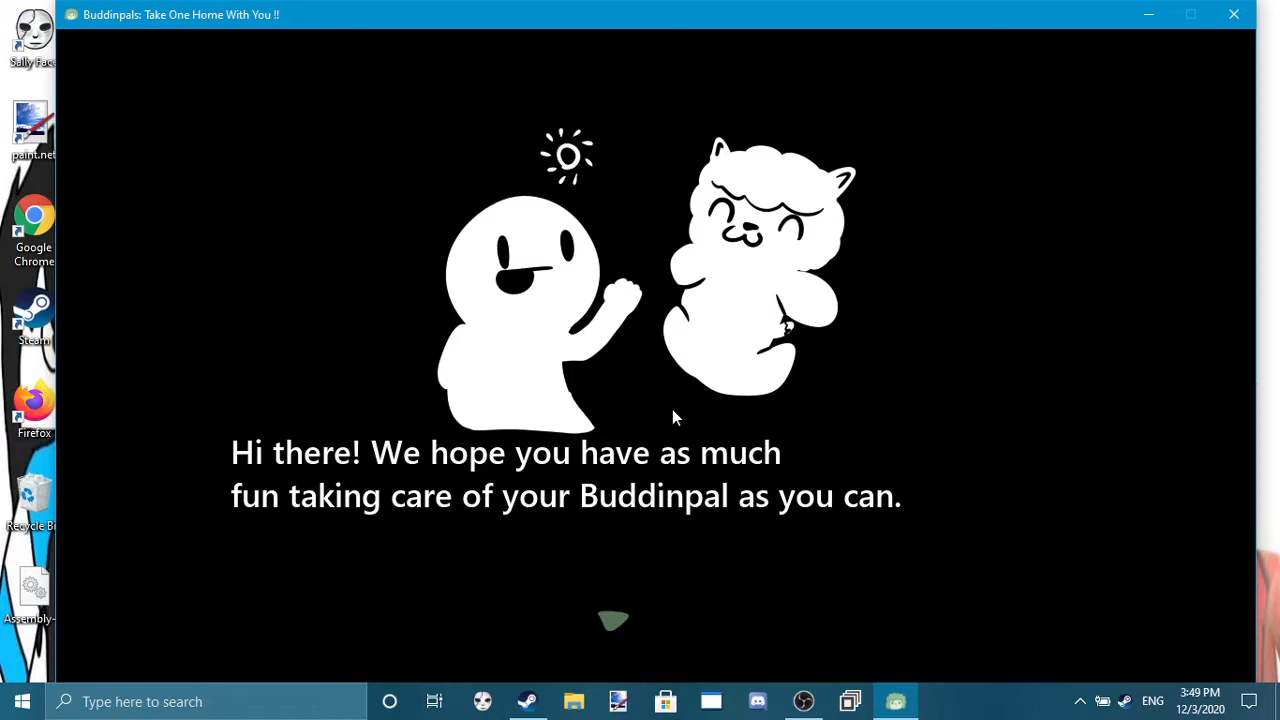 Buddinpals: Take One Home With You !!
Sally Face
paint.net
Google
Chrome
Steam
Firefox
Recycle Bi
Assembly-
Hi there! We hope you have as much
fun taking care of your Buddinpal as you can.
Type here to search
ENG
3:49 PM
12/3/2020